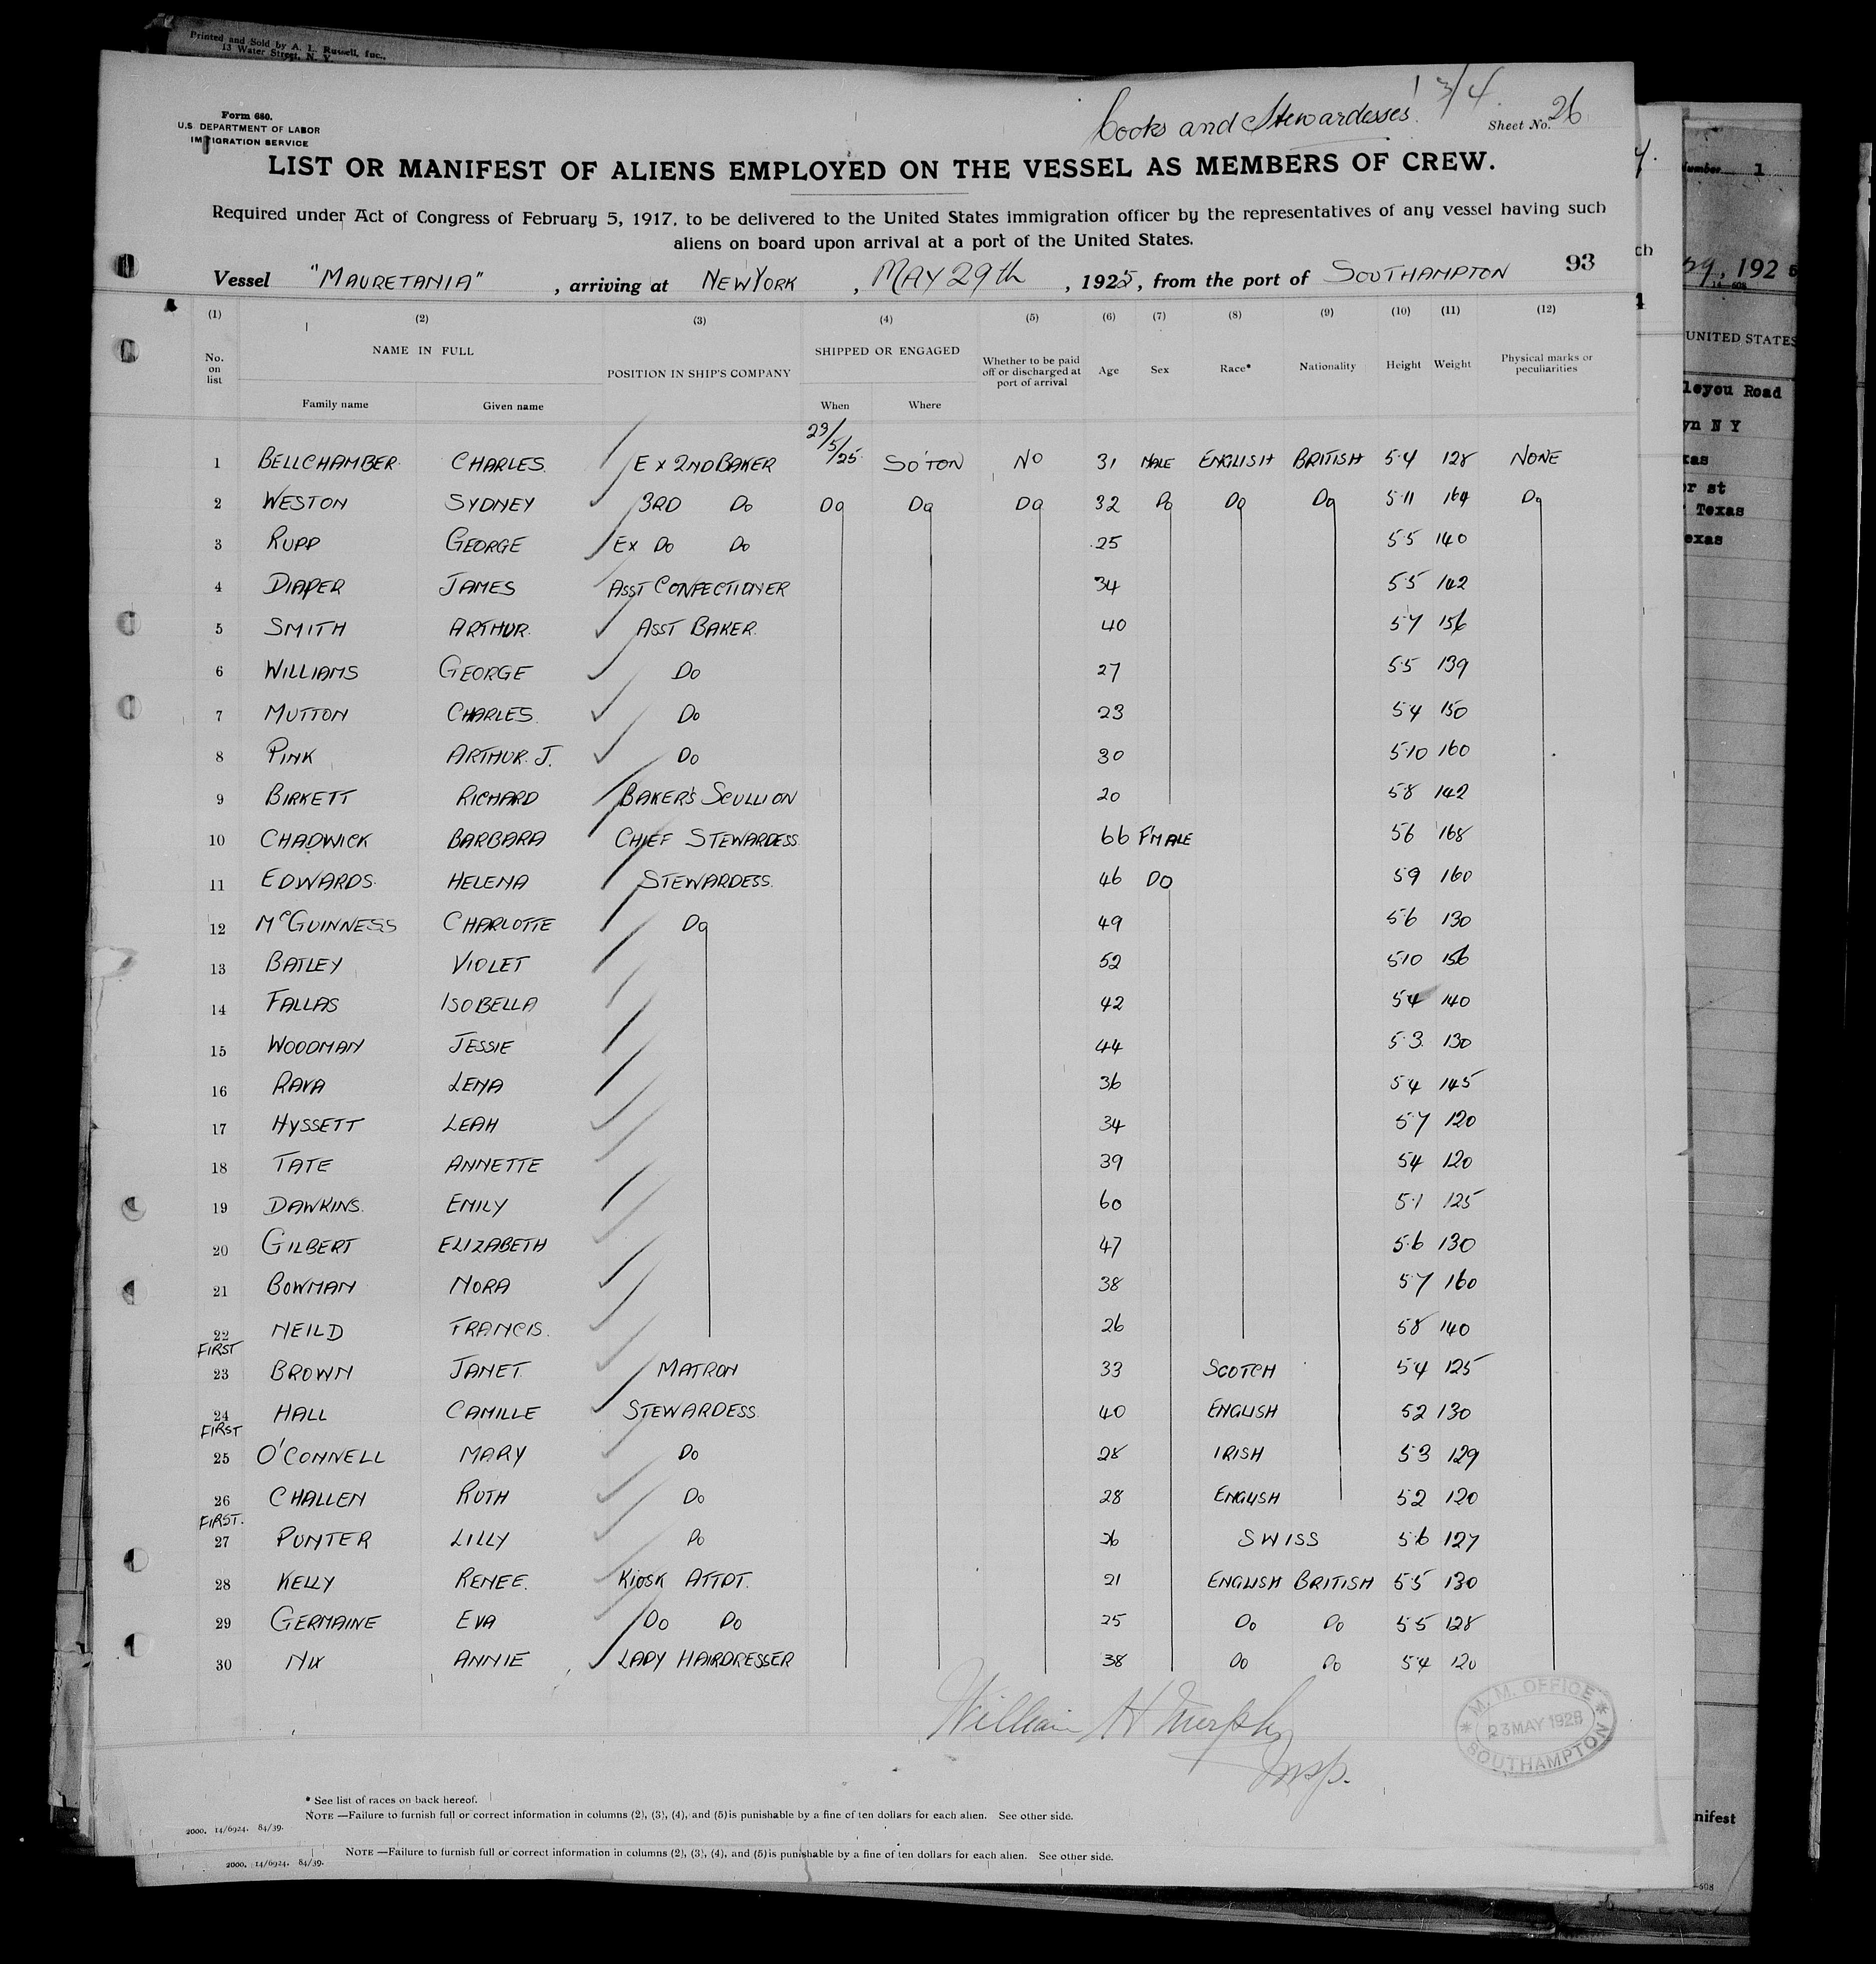 Printed and Sold by A. L. Russell, Inc.,
13 Water Street, N. Y.
Cooks and Stewardesses! 3/4.
Form 680.
U.S DEPARTMENT OF LABOR
IMMIGRATION SERVICE
Sheet No. 26
LIST OR MANIFEST OF ALIENS EMPLOYED ON THE VESSEL AS MEMBERS OF CREW.
Required under Act of Congress of February 5, 1917, to be delivered to the United States immigration officer by the representatives of any vessel having such
aliens on board upon arrival at a port of the United States.
93
Vessel "MAURETANIA", arriving at NEW YORK, MAY 29th, 1925, from the port of SOUTHAMPTON
(1) (2) (3) (4) (5) (6) (7) (8) (9) (10) (11) (12)
No. on list NAME IN FULL POSITION IN SHIP'S COMPANY SHIPPED OR ENGAGED Whether to be paid off or discharged at port of arrival Age Sex Race* Nationality Height Weight Physical marks or peculiarities
Family name Given name When Where
1 BELLCHAMBER CHARLES EX 2ND BAKER 23/5/25 SO'TON NO 31 MALE ENGLISH BRITISH 5·4 128 NONE
2 WESTON SYDNEY 3RD Do Do Do Do 32 Do Do Do 5·11 164 Do
3 RUPP GEORGE EX Do Do 25 5·5 140
4 DIAPER JAMES ASST CONFECTIONER 34 5·5 142
5 SMITH ARTHUR ASST BAKER 40 5·7 156
6 WILLIAMS GEORGE Do 27 5·5 139
7 MUTTON CHARLES Do 23 5·4 150
8 PINK ARTHUR. J. Do 30 5·10 160
9 BIRKETT RICHARD BAKER'S SCULLION 20 5·8 142
10 CHADWICK BARBARA CHIEF STEWARDESS 66 F'MALE 5·6 168
11 EDWARDS HELENA STEWARDESS 46 DO 5·9 160
12 McGUINNESS CHARLOTTE Do 49 5·6 130
13 BATLEY VIOLET 52 5·10 156
14 FALLAS ISOBELLA 42 5·4 140
15 WOODMAN JESSIE 44 5·3 130
16 RAVA LENA 36 5·4 145
17 HYSSETT LEAH 34 5·7 120
18 TATE ANNETTE 39 5·4 120
19 DAWKINS EMILY 60 5·1 125
20 GILBERT ELIZABETH 47 5·6 130
21 BOWMAN NORA 38 5·7 160
22 NEILD FRANCIS 26 5·8 140
FIRST
23 BROWN JANET MATRON 33 SCOTCH 5·4 125
24 HALL CAMILLE STEWARDESS 40 ENGLISH 5·2 130
FIRST
25 O'CONNELL MARY Do 28 IRISH 5·3 129
26 CHALLEN RUTH Do 28 ENGLISH 5·2 120
FIRST.
27 PUNTER LILLY Do 36 SWISS 5·6 127
28 KELLY RENEE KIOSK ATTDT. 21 ENGLISH BRITISH 5·5 130
29 GERMAINE EVA Do Do 25 Do Do 5·5 128
30 NIX ANNIE LADY HAIRDRESSER 38 Do Do 5·4 120
William H Murphy
Insp.
M. M. OFFICE
23 MAY
SOUTHAMPTON
* See list of races on back hereof.
NOTE —Failure to furnish full or correct information in columns (2), (3), (4), and (5) is punishable by a fine of ten dollars for each alien. See other side.
2000. 14/6924. 84/39.
NOTE —Failure to furnish full or correct information in columns (2), (3), (4), and (5) is punishable by a fine of ten dollars for each alien. See other side.
2000. 14/6924. 84/39.
Number 1
192
UNITED STATES
Road
N Y
st
Texas